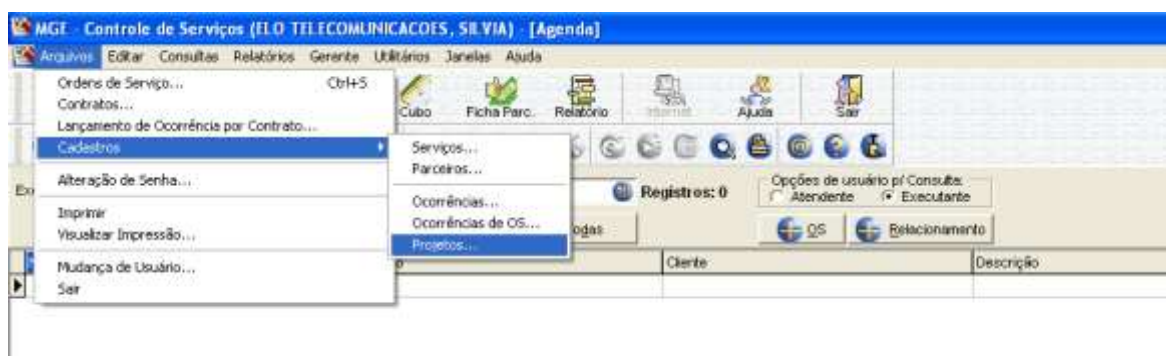 MGE - Controle de Serviços (ELO TELECOMUNICACOES, SILVIA) - [Agenda]
Arquivos Editar Consultas Relatórios Gerente Utilitários Janelas Ajuda
Ordens de Serviço... Ctrl+S
Contratos...
Lançamento de Ocorrência por Contrato...
Cadastros
Alteração de Senha...
Imprimir
Visualizar Impressão...
Mudança de Usuário...
Sair
Serviços...
Parceiros...
Ocorrências...
Ocorrências de OS...
Projetos...
Cubo Ficha Parc. Relatório Internet Ajuda Sair
Registros: 0
Opções de usuário p/ Consulta:
Atendente Executante
OS Relacionamento
Cliente Descrição